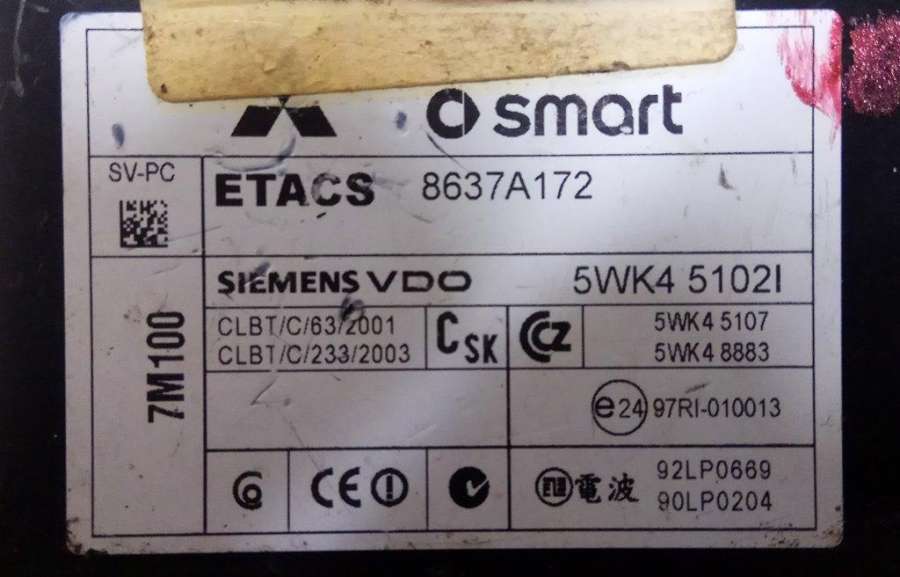 smart
SV-PC
ETACS 8637A172
SIEMENS VDO 5WK4 5102I
7M100
CLBT/C/63/2001
CLBT/C/233/2003
CSK
CCZ
5WK4 5107
5WK4 8883
e24 97RI-010013
CE
電波 92LP0669
90LP0204